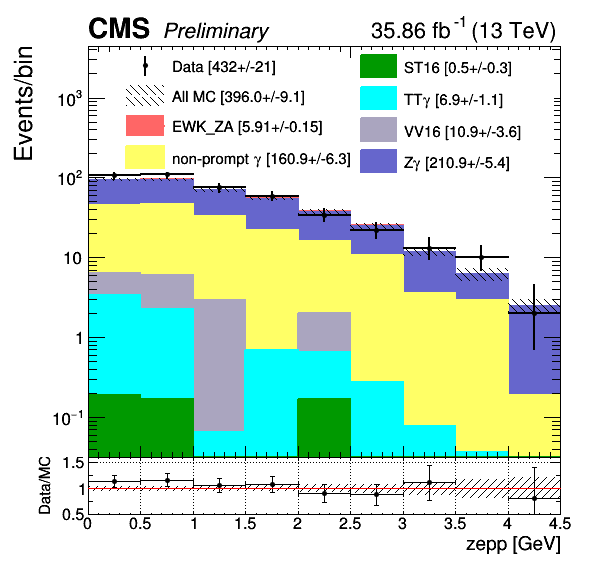 CMS Preliminary 35.86 fb⁻¹ (13 TeV)
Events/bin
Data [432+/-21]
All MC [396.0+/-9.1]
EWK_ZA [5.91+/-0.15]
non-prompt γ [160.9+/-6.3]
ST16 [0.5+/-0.3]
TTγ [6.9+/-1.1]
VV16 [10.9+/-3.6]
Zγ [210.9+/-5.4]
10³
10²
10
1
10⁻¹
Data/MC
1.5
1
0.5
0 0.5 1 1.5 2 2.5 3 3.5 4 4.5
zepp [GeV]